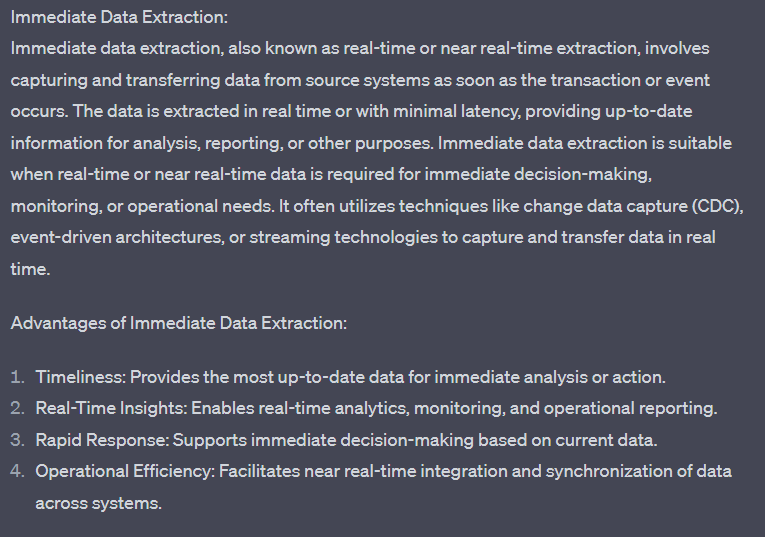 Immediate Data Extraction:
Immediate data extraction, also known as real-time or near real-time extraction, involves
capturing and transferring data from source systems as soon as the transaction or event
occurs. The data is extracted in real time or with minimal latency, providing up-to-date
information for analysis, reporting, or other purposes. Immediate data extraction is suitable
when real-time or near real-time data is required for immediate decision-making,
monitoring, or operational needs. It often utilizes techniques like change data capture (CDC),
event-driven architectures, or streaming technologies to capture and transfer data in real
time.
Advantages of Immediate Data Extraction:
1. Timeliness: Provides the most up-to-date data for immediate analysis or action.
2. Real-Time Insights: Enables real-time analytics, monitoring, and operational reporting.
3. Rapid Response: Supports immediate decision-making based on current data.
4. Operational Efficiency: Facilitates near real-time integration and synchronization of data
across systems.